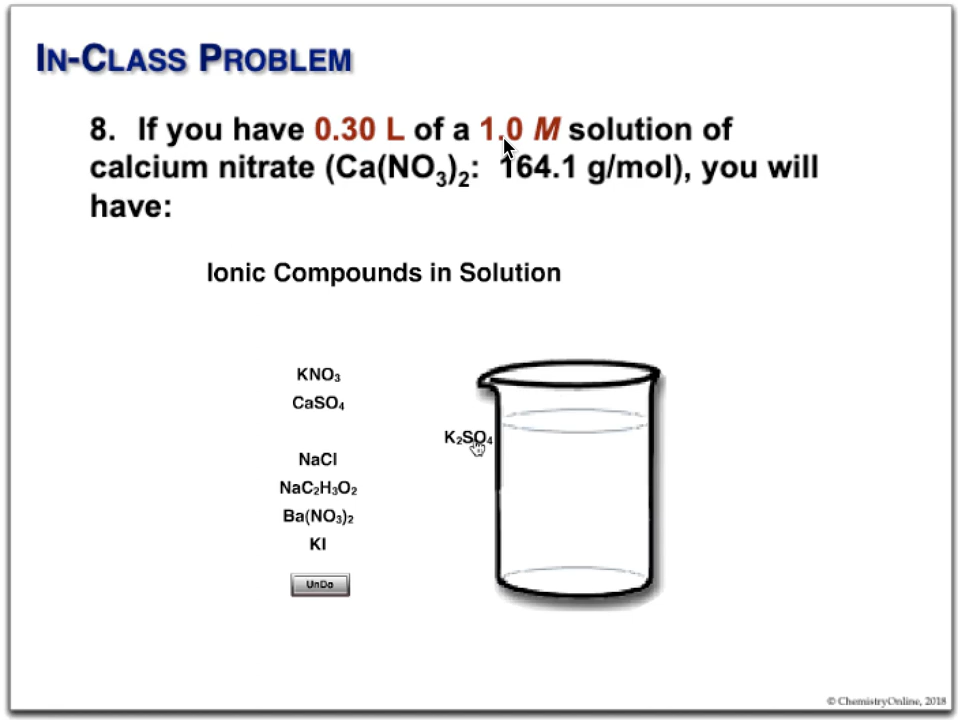 IN-CLASS PROBLEM
8. If you have 0.30 L of a 1.0 M solution of
calcium nitrate (Ca(NO₃)₂: 164.1 g/mol), you will
have:
Ionic Compounds in Solution
KNO₃
CaSO₄
K₂SO₄
NaCl
NaC₂H₃O₂
Ba(NO₃)₂
KI
UnDo
© ChemistryOnline, 2018